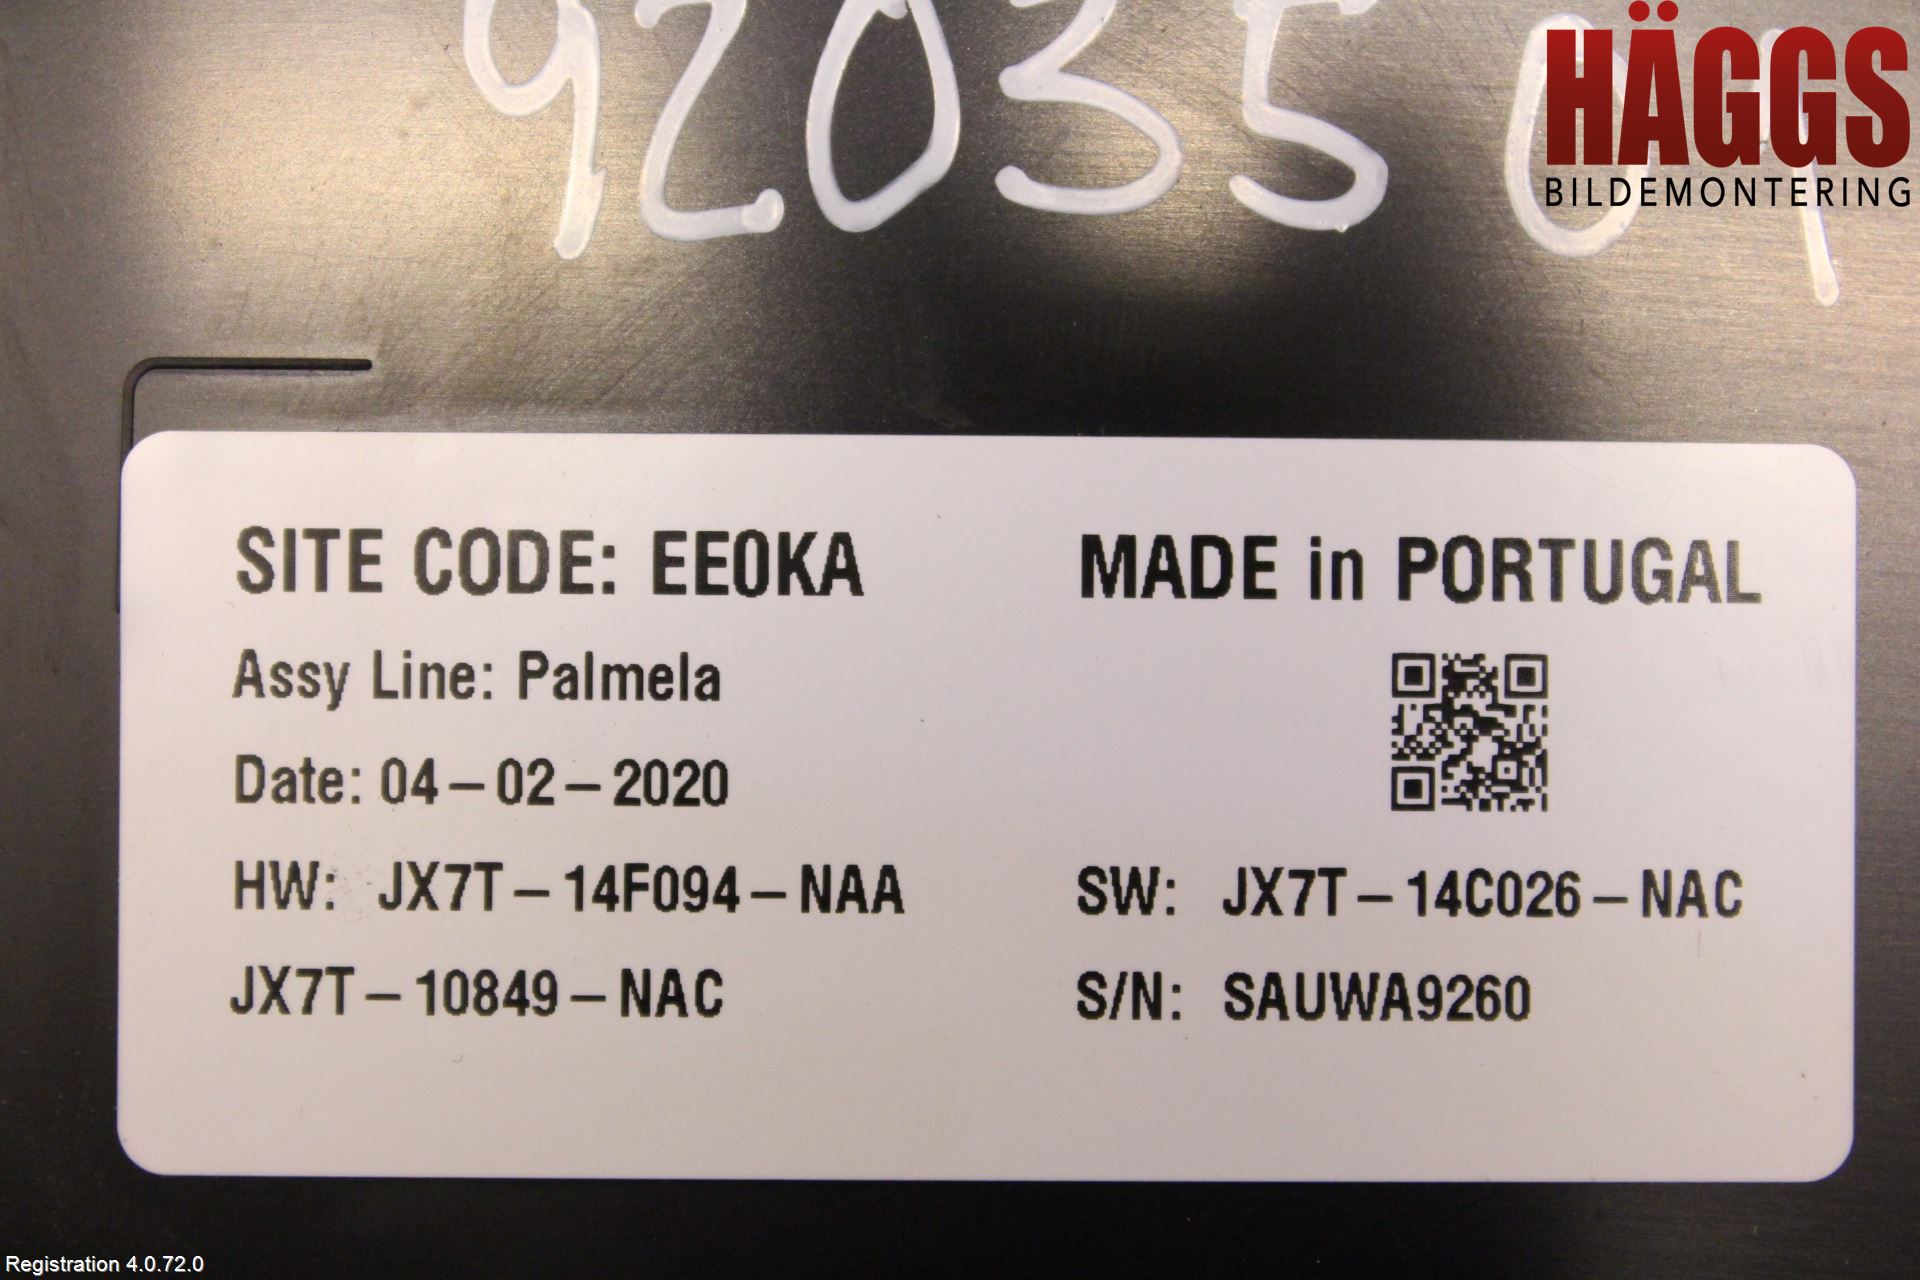 92035 09
HÄGGS
BILDEMONTERING
SITE CODE: EE0KA
MADE in PORTUGAL
Assy Line: Palmela
Date: 04-02-2020
HW: JX7T-14F094-NAA
SW: JX7T-14C026-NAC
JX7T-10849-NAC
S/N: SAUWA9260
Registration 4.0.72.0